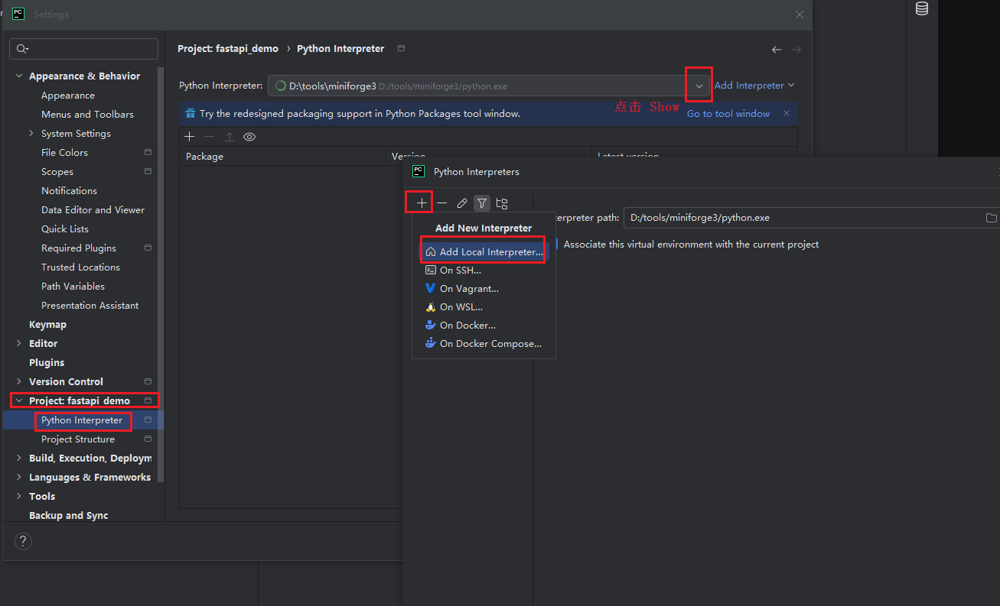 Settings
Project: fastapi_demo › Python Interpreter
Appearance & Behavior
Appearance
Menus and Toolbars
System Settings
File Colors
Scopes
Notifications
Data Editor and Viewer
Quick Lists
Required Plugins
Trusted Locations
Path Variables
Presentation Assistant
Keymap
Editor
Plugins
Version Control
Project: fastapi_demo
Python Interpreter
Project Structure
Build, Execution, Deploym
Languages & Frameworks
Tools
Backup and Sync
?
Python Interpreter: D:\tools\miniforge3 D:/tools/miniforge3/python.exe Add Interpreter
点击 Show
Try the redesigned packaging support in Python Packages tool window. Go to tool window
Package Version Latest version
Python Interpreters
Add New Interpreter
Add Local Interpreter...
On SSH...
On Vagrant...
On WSL...
On Docker...
On Docker Compose...
terpreter path: D:/tools/miniforge3/python.exe
Associate this virtual environment with the current project